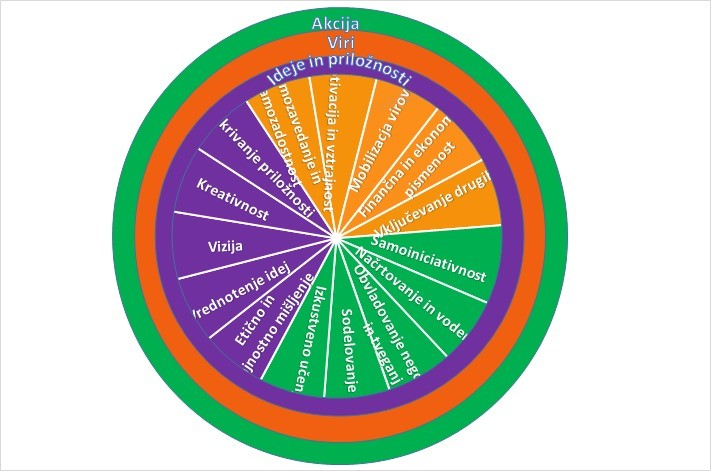 Akcija
Viri
Ideje in priložnosti
mozavedanje in
amozadostnost
tivacija in vztrajnost
Mobilizacija virov
Finančna in ekonom
pismenost
Vključevanje drugih
Samoiniciativnost
Načrtovanje in voden
Obvladovanje nego
in tveganj
Sodelovanje
Izkustveno učen
Etično in
jnostno mišljenje
Vrednotenje idej
Vizija
Kreativnost
krivanje priložnosti